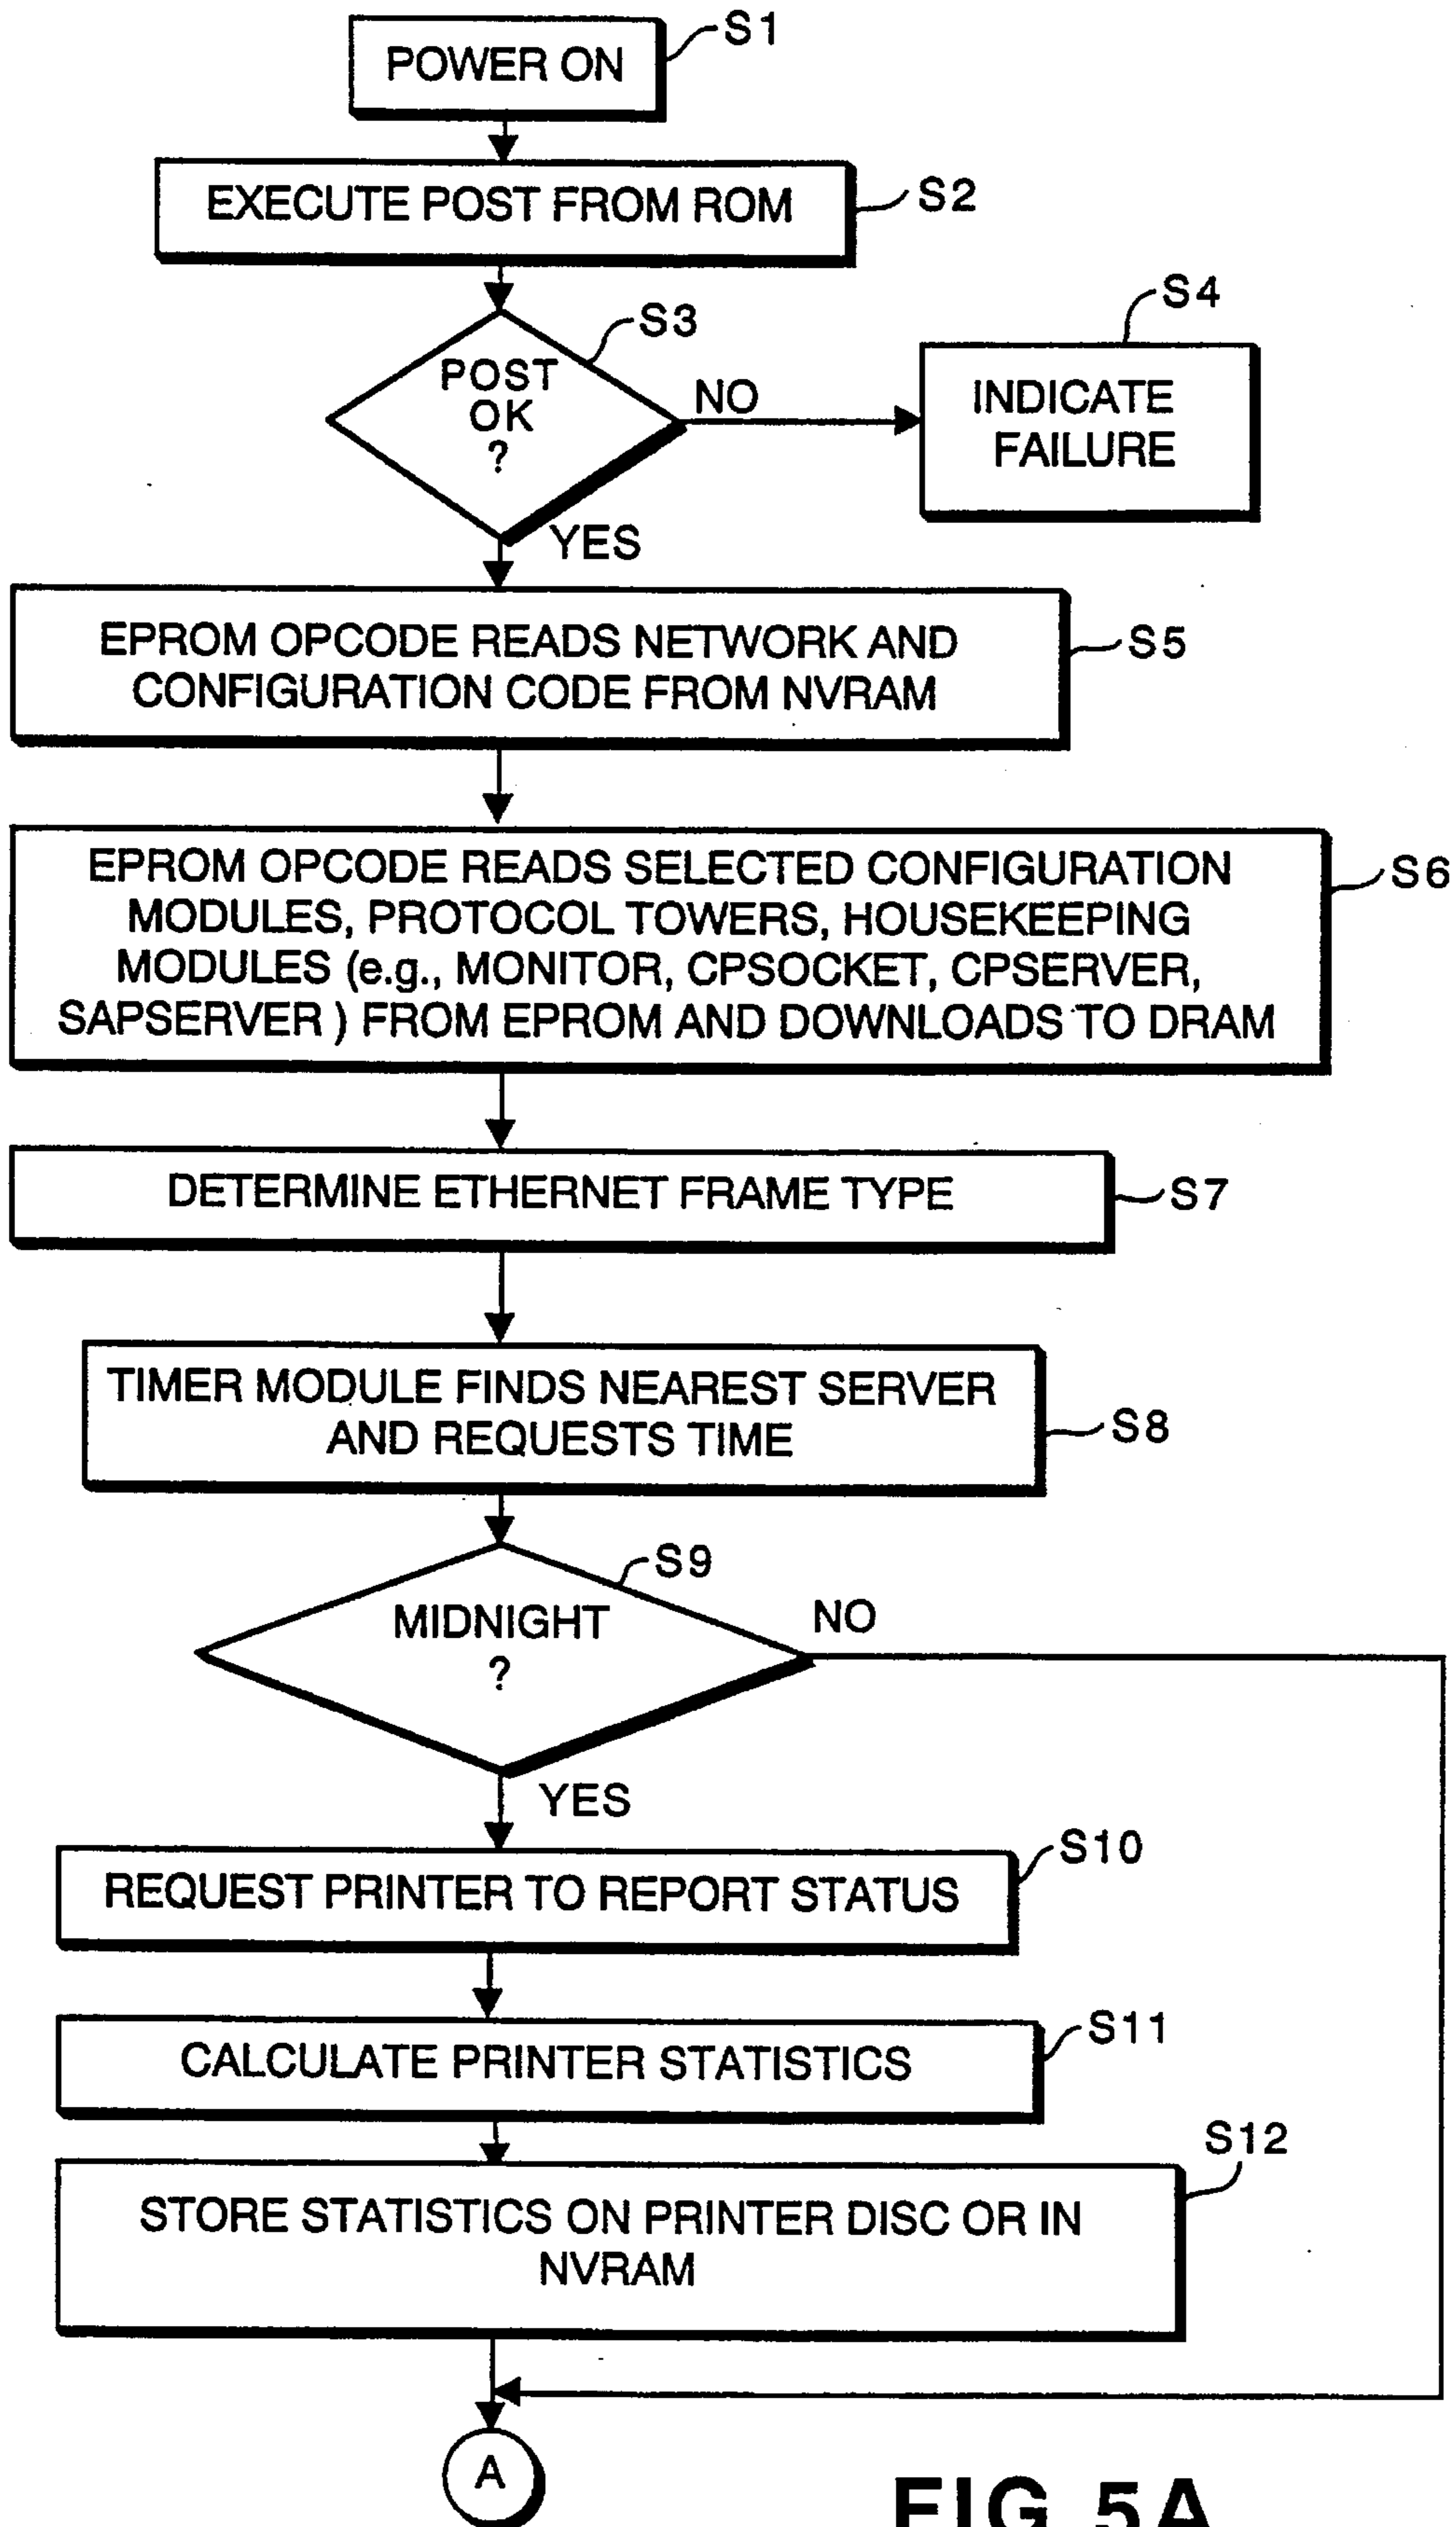 S1
POWER ON
EXECUTE POST FROM ROM
S2
S3
POST
OK
?
NO
S4
INDICATE
FAILURE
YES
EPROM OPCODE READS NETWORK AND
CONFIGURATION CODE FROM NVRAM
S5
EPROM OPCODE READS SELECTED CONFIGURATION
MODULES, PROTOCOL TOWERS, HOUSEKEEPING
MODULES (e.g., MONITOR, CPSOCKET, CPSERVER,
SAPSERVER ) FROM EPROM AND DOWNLOADS TO DRAM
S6
DETERMINE ETHERNET FRAME TYPE
S7
TIMER MODULE FINDS NEAREST SERVER
AND REQUESTS TIME
S8
S9
MIDNIGHT
?
NO
YES
S10
REQUEST PRINTER TO REPORT STATUS
S11
CALCULATE PRINTER STATISTICS
S12
STORE STATISTICS ON PRINTER DISC OR IN
NVRAM
A
FIG 5A